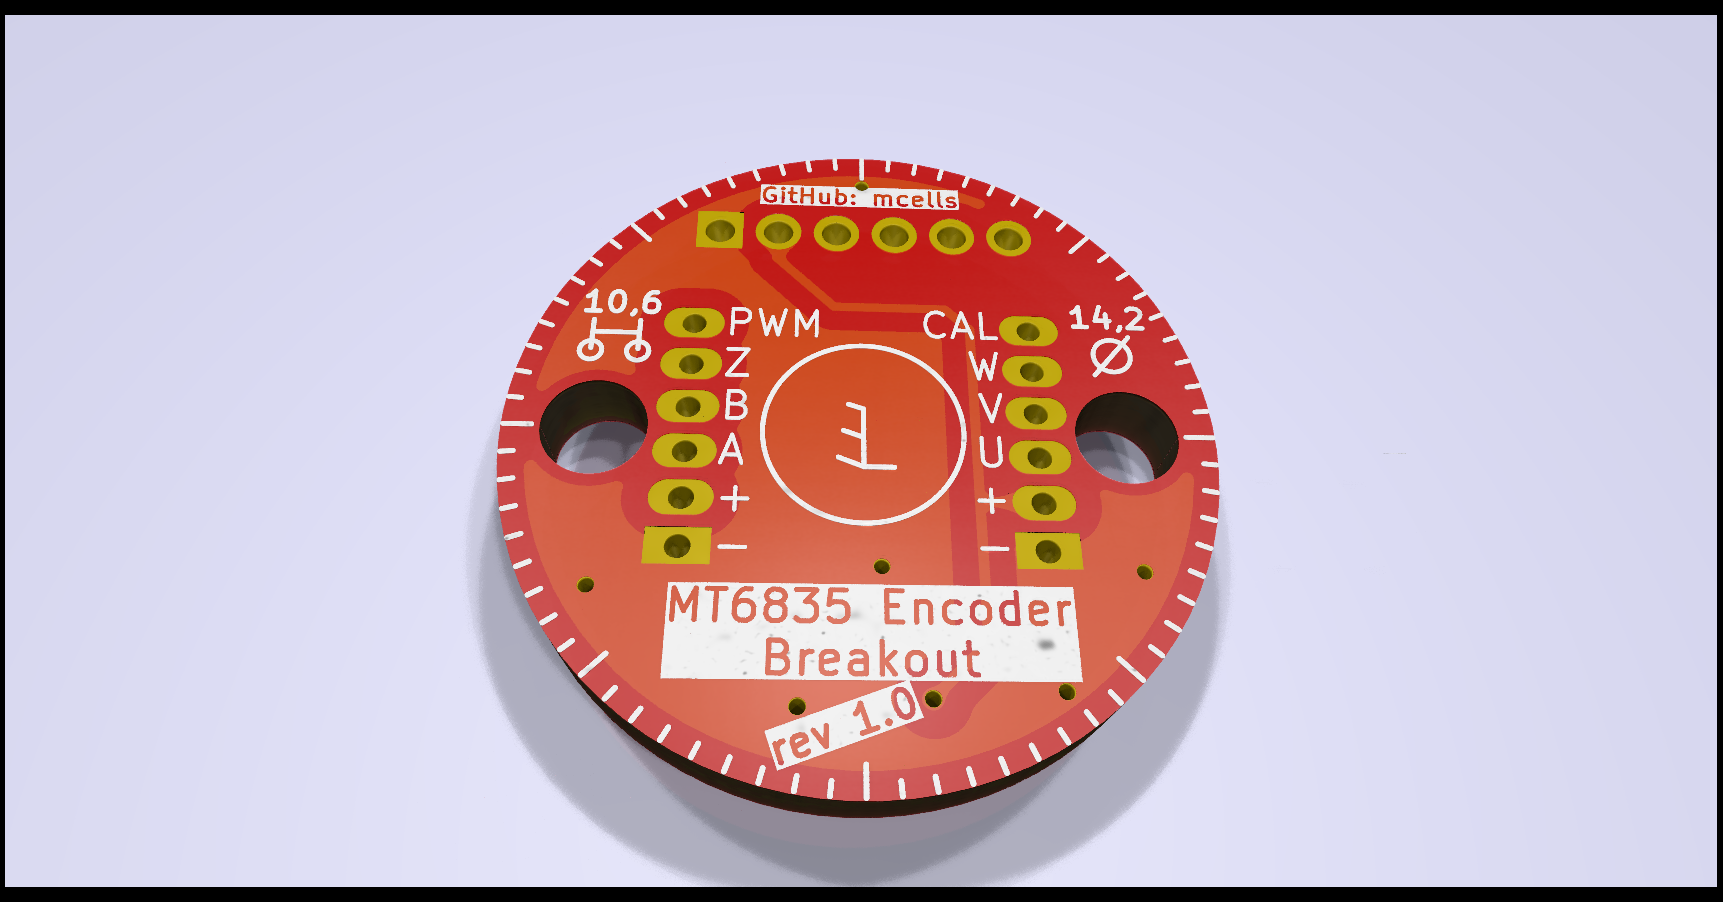 GitHub: mcells
10,6
14,2
PWM
Z
B
A
+
-
CAL
W
V
U
+
-
MT6835 Encoder
Breakout
rev 1.0